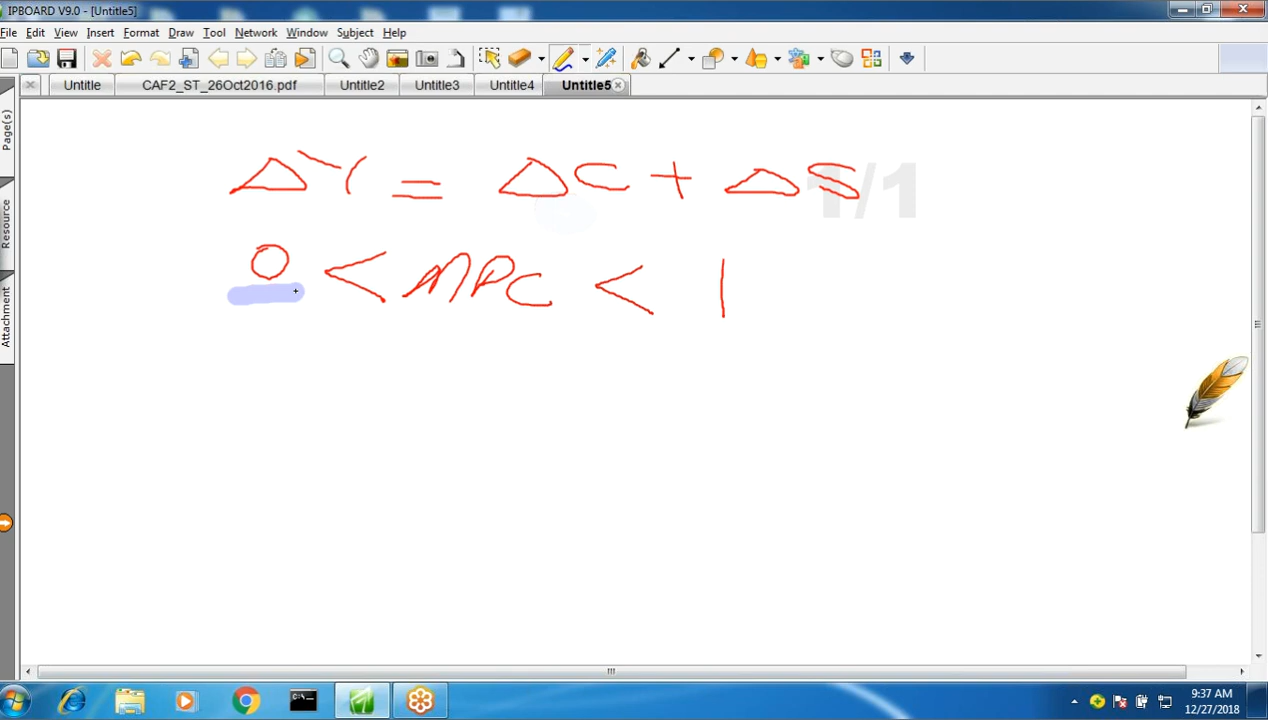 IPBOARD V9.0 - [Untitle5]
File Edit View Insert Format Draw Tool Network Window Subject Help
Untitle CAF2_ST_26Oct2016.pdf Untitle2 Untitle3 Untitle4 Untitle5
Page(s)
Resource
Attachment
1/1
ΔY = ΔC + ΔS
0 < MPC < 1
9:37 AM
12/27/2018